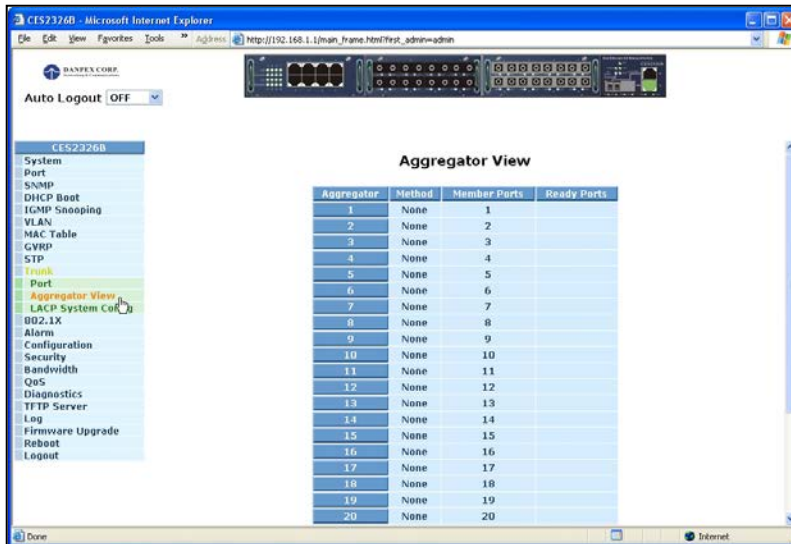 CES2326B - Microsoft Internet Explorer
File Edit View Favorites Tools » Address http://192.168.1.1/main_frame.html?first_admin=admin
DANPEX CORP.
Auto Logout OFF
CES2326B
System
Port
SNMP
DHCP Boot
IGMP Snooping
VLAN
MAC Table
GVRP
STP
Trunk
Port
Aggregator View
LACP System Config
802.1X
Alarm
Configuration
Security
Bandwidth
QoS
Diagnostics
TFTP Server
Log
Firmware Upgrade
Reboot
Logout
Aggregator View
Aggregator Method Member Ports Ready Ports
1 None 1
2 None 2
3 None 3
4 None 4
5 None 5
6 None 6
7 None 7
8 None 8
9 None 9
10 None 10
11 None 11
12 None 12
13 None 13
14 None 14
15 None 15
16 None 16
17 None 17
18 None 18
19 None 19
20 None 20
Done Internet